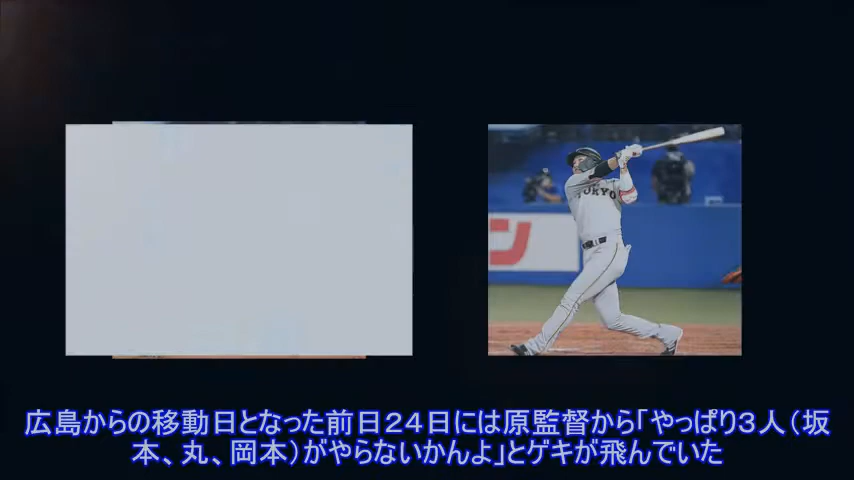 TOKYO
ン
広島からの移動日となった前日２４日には原監督から「やっぱり３人（坂
本、丸、岡本）がやらないかんよ」とゲキが飛んでいた